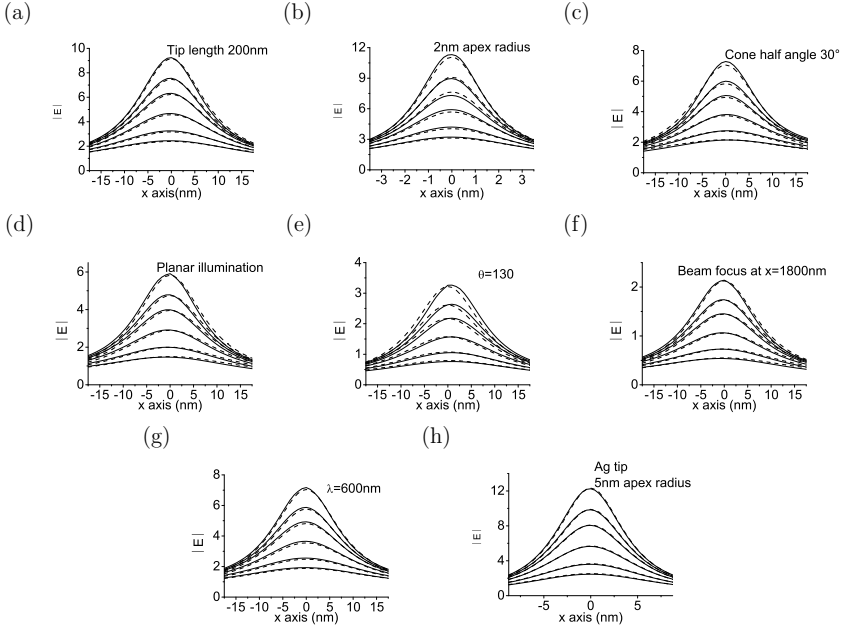 (a)
(b)
(c)
Tip length 200nm
2nm apex radius
Cone half angle 30°
10
8
6
4
2
0
|E|
-15 -10 -5 0 5 10 15
x axis(nm)
12
9
6
3
0
|E|
-3 -2 -1 0 1 2 3
x axis (nm)
8
6
4
2
0
|E|
-15 -10 -5 0 5 10 15
x axis (nm)
(d)
(e)
(f)
Planar illumination
θ=130
Beam focus at x=1800nm
6
4
2
0
|E|
-15 -10 -5 0 5 10 15
x axis (nm)
4
3
2
1
0
|E|
-15 -10 -5 0 5 10 15
x axis (nm)
2
1
0
|E|
-15 -10 -5 0 5 10 15
x axis (nm)
(g)
(h)
λ=600nm
Ag tip
5nm apex radius
8
6
4
2
0
|E|
-15 -10 -5 0 5 10 15
x axis (nm)
12
8
4
0
|E|
-5 0 5
x axis (nm)